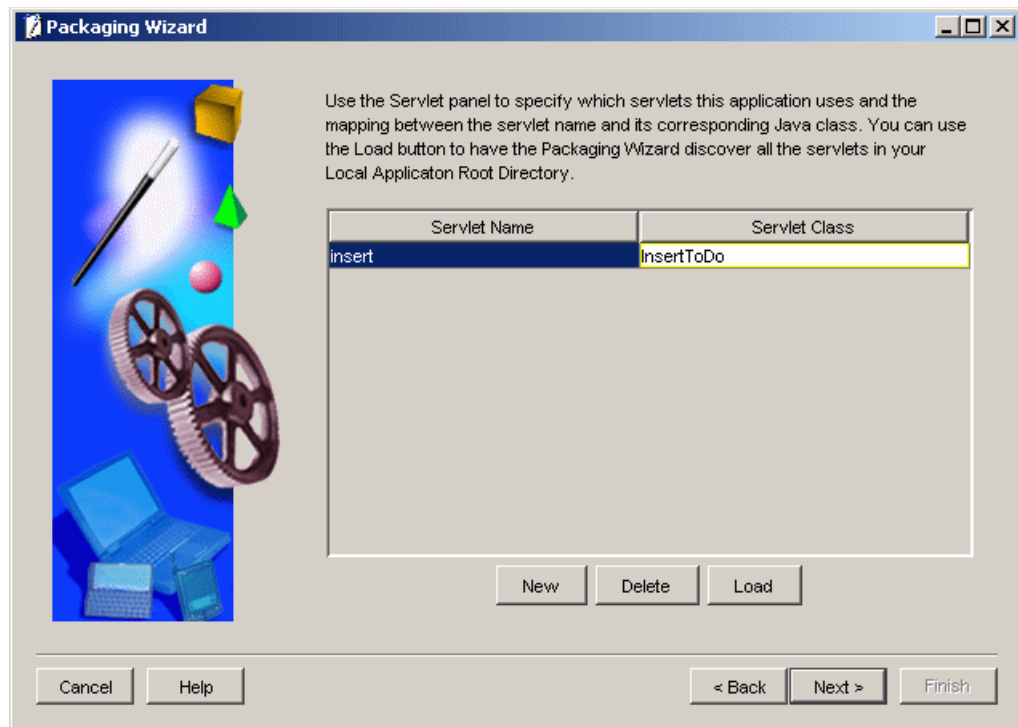 Packaging Wizard
Use the Servlet panel to specify which servlets this application uses and the
mapping between the servlet name and its corresponding Java class. You can use
the Load button to have the Packaging Wizard discover all the servlets in your
Local Applicaton Root Directory.
Servlet Name Servlet Class
insert InsertToDo
New Delete Load
Cancel Help < Back Next > Finish